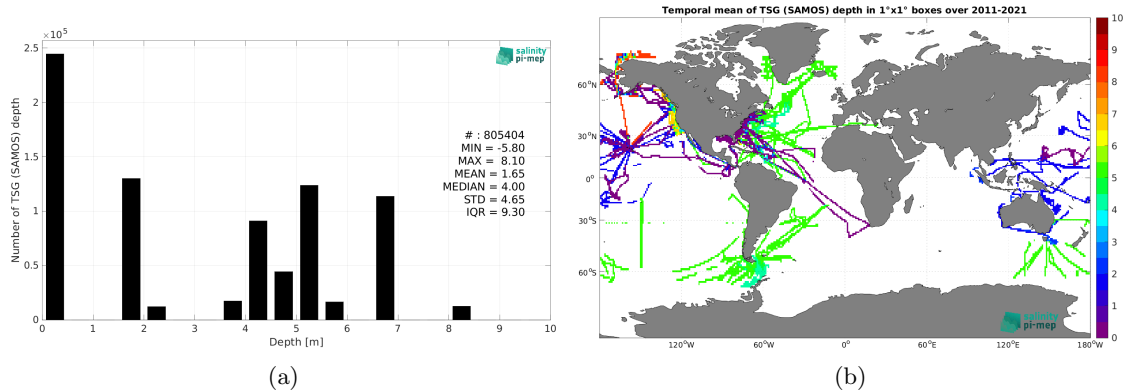 ×10⁵
2.5
2
1.5
1
0.5
0
0 1 2 3 4 5 6 7 8 9 10
Number of TSG (SAMOS) depth
Depth [m]
salinity
pi-mep
# : 805404
MIN = -5.80
MAX = 8.10
MEAN = 1.65
MEDIAN = 4.00
STD = 4.65
IQR = 9.30
(a)
Temporal mean of TSG (SAMOS) depth in 1°x1° boxes over 2011-2021
60°N
30°N
0°
30°S
60°S
120°W 60°W 0° 60°E 120°E 180°W
10
9
8
7
6
5
4
3
2
1
0
salinity
pi-mep
(b)